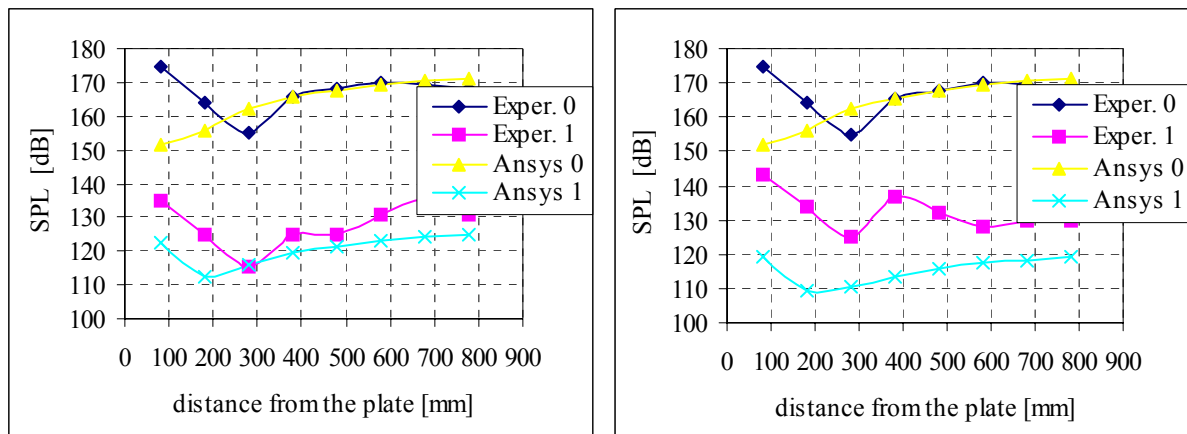 180
170
160
150
140
130
120
110
100
SPL [dB]
0 100 200 300 400 500 600 700 800 900
distance from the plate [mm]
Exper. 0
Exper. 1
Ansys 0
Ansys 1
180
170
160
150
140
130
120
110
100
SPL [dB]
0 100 200 300 400 500 600 700 800 900
distance from the plate [mm]
Exper. 0
Exper. 1
Ansys 0
Ansys 1